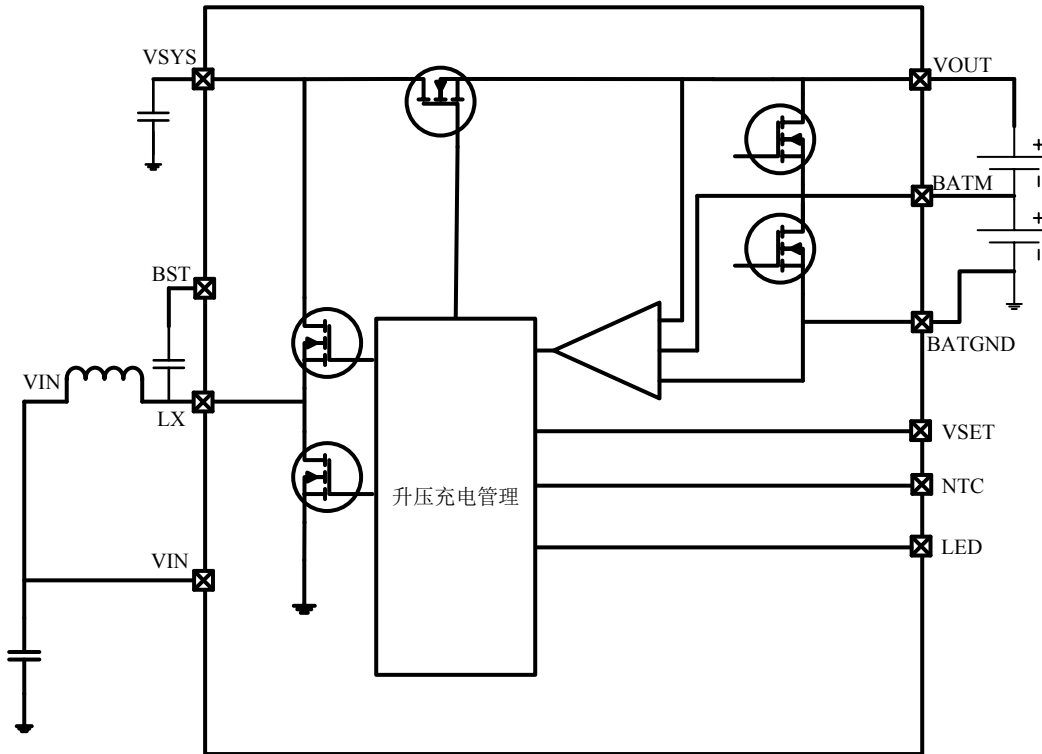 VSYS
VOUT
BATM
BST
BATGND
VIN
LX
VSET
升压充电管理
NTC
VIN
LED